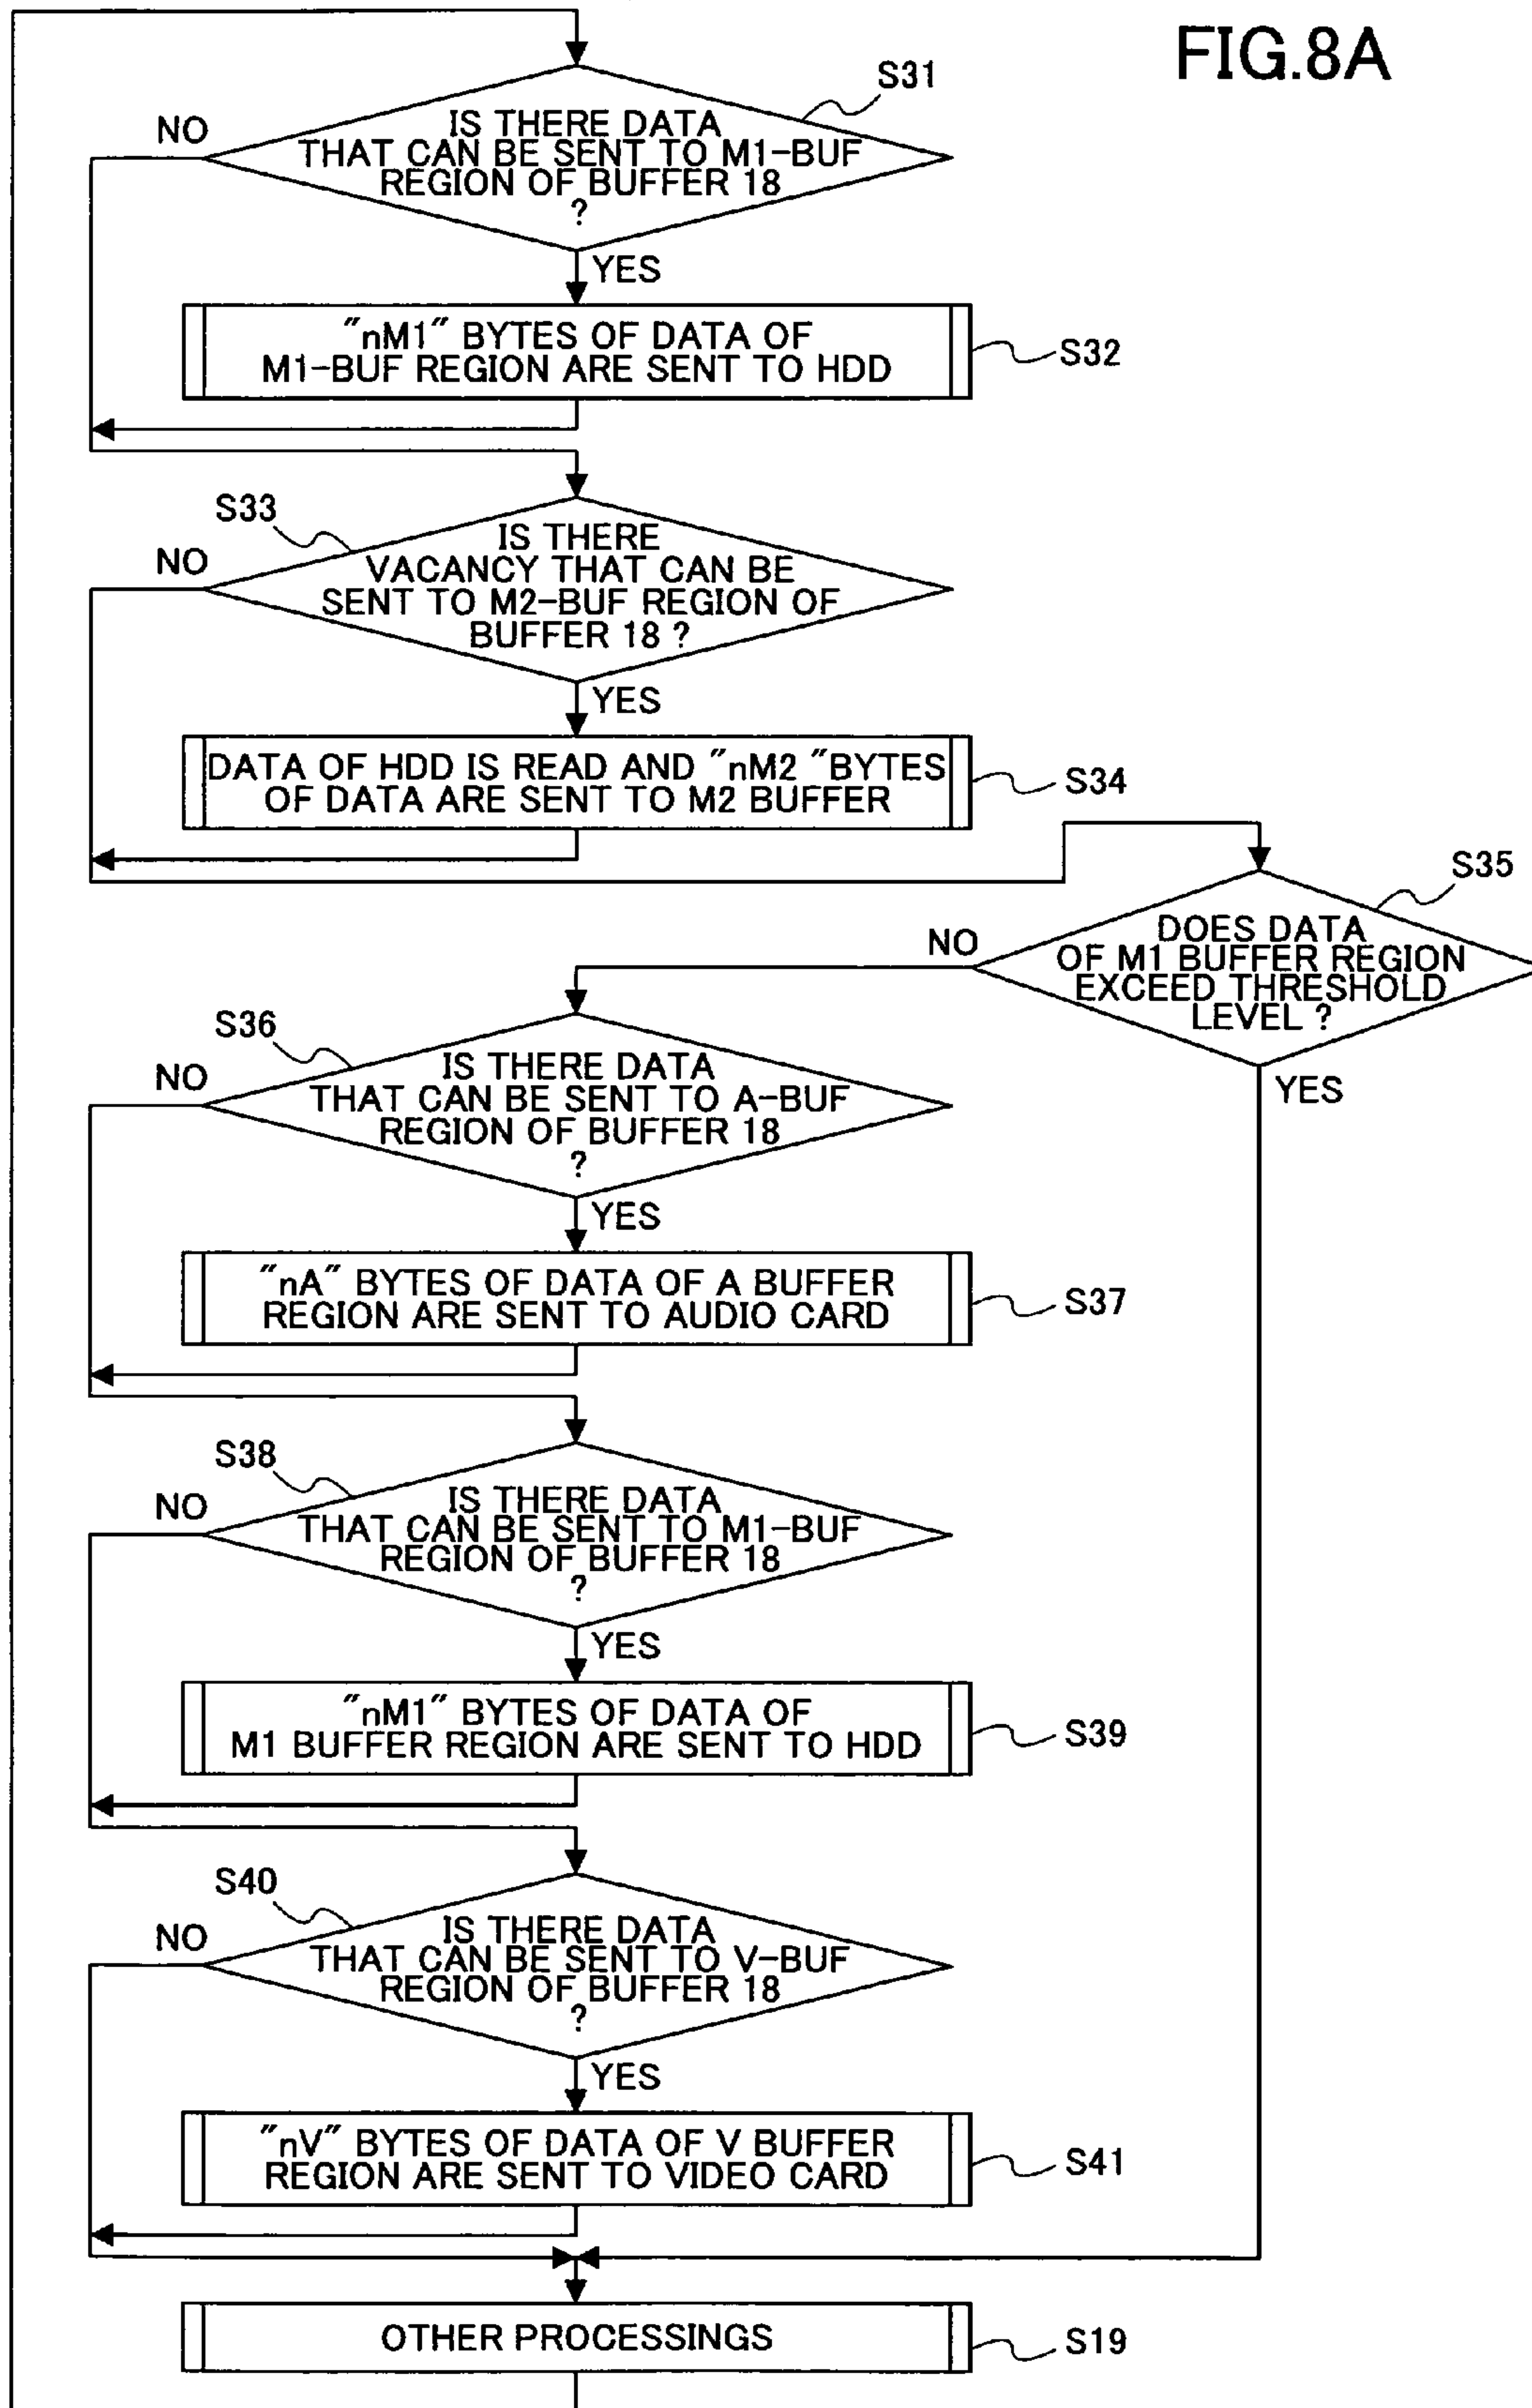 FIG.8A
S31
NO
IS THERE DATA
THAT CAN BE SENT TO M1-BUF
REGION OF BUFFER 18
?
YES
"nM1" BYTES OF DATA OF
M1-BUF REGION ARE SENT TO HDD
S32
S33
NO
IS THERE
VACANCY THAT CAN BE
SENT TO M2-BUF REGION OF
BUFFER 18 ?
YES
DATA OF HDD IS READ AND "nM2 "BYTES
OF DATA ARE SENT TO M2 BUFFER
S34
S35
NO
DOES DATA
OF M1 BUFFER REGION
EXCEED THRESHOLD
LEVEL ?
YES
S36
NO
IS THERE DATA
THAT CAN BE SENT TO A-BUF
REGION OF BUFFER 18
?
YES
"nA" BYTES OF DATA OF A BUFFER
REGION ARE SENT TO AUDIO CARD
S37
S38
NO
IS THERE DATA
THAT CAN BE SENT TO M1-BUF
REGION OF BUFFER 18
?
YES
"nM1" BYTES OF DATA OF
M1 BUFFER REGION ARE SENT TO HDD
S39
S40
NO
IS THERE DATA
THAT CAN BE SENT TO V-BUF
REGION OF BUFFER 18
?
YES
"nV" BYTES OF DATA OF V BUFFER
REGION ARE SENT TO VIDEO CARD
S41
OTHER PROCESSINGS
S19